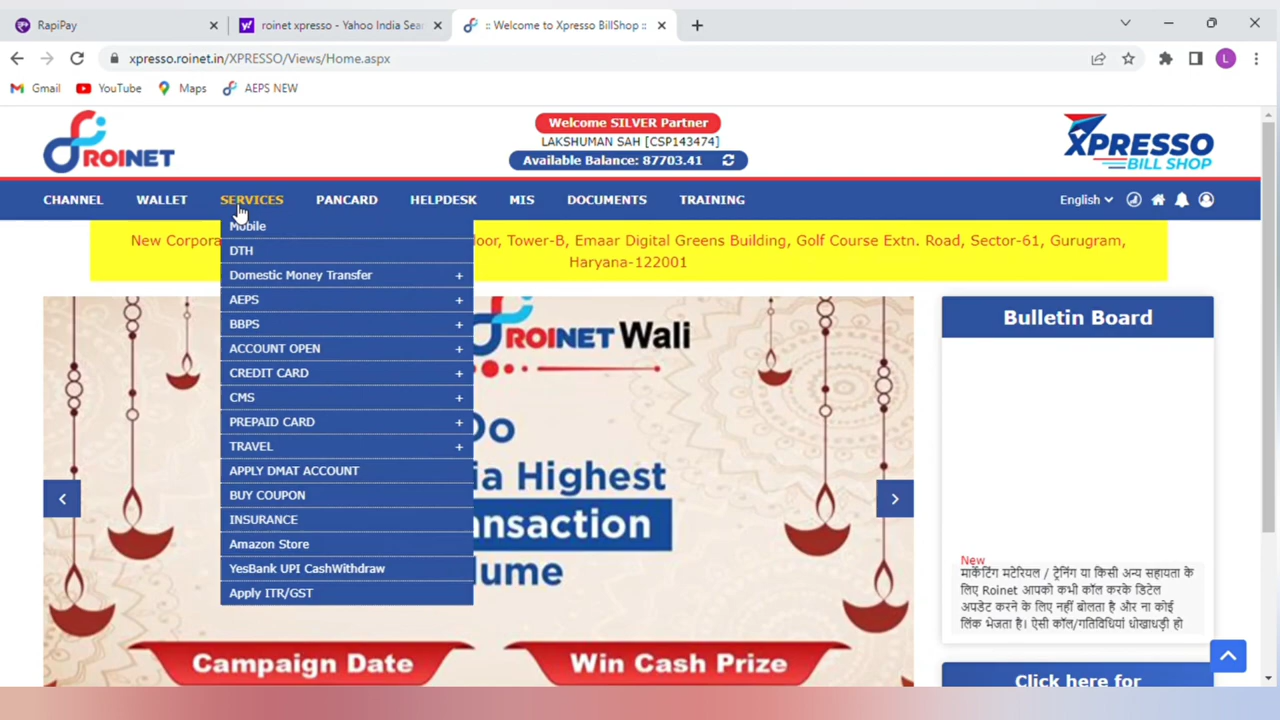 RapiPay
roinet xpresso - Yahoo India Sear
:: Welcome to Xpresso BillShop ::
xpresso.roinet.in/XPRESSO/Views/Home.aspx
L
Gmail
YouTube
Maps
AEPS NEW
ROINET
Welcome SILVER Partner
LAKSHUMAN SAH [CSP143474]
Available Balance: 87703.41
XPRESSO
BILL SHOP
CHANNEL
WALLET
SERVICES
PANCARD
HELPDESK
MIS
DOCUMENTS
TRAINING
English
New Corpora
oor, Tower-B, Emaar Digital Greens Building, Golf Course Extn. Road, Sector-61, Gurugram,
Haryana-122001
Mobile
DTH
Domestic Money Transfer +
AEPS +
BBPS +
ACCOUNT OPEN +
CREDIT CARD +
CMS +
PREPAID CARD +
TRAVEL +
APPLY DMAT ACCOUNT
BUY COUPON
INSURANCE
Amazon Store
YesBank UPI CashWithdraw
Apply ITR/GST
ROINET Wali
Do
ia Highest
ansaction
lume
Campaign Date
Win Cash Prize
Bulletin Board
New
मार्केटिंग मटेरियल / ट्रेनिंग या किसी अन्य सहायता के
लिए Roinet आपको कभी कॉल करके डिटेल
अपडेट करने के लिए नहीं बोलता है और ना कोई
लिंक भेजता है। ऐसी कॉल/गतिविधियां धोखाधड़ी हो
Click here for